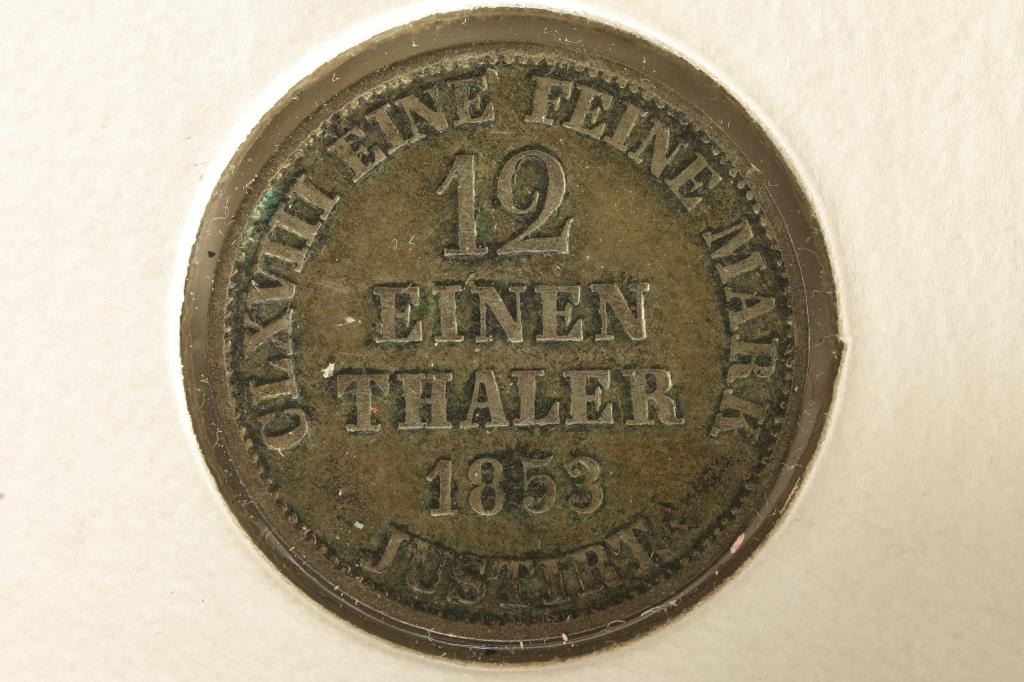 CLXVIII EINE FEINE MARK
12
EINEN
THALER
1853
JUSTIRT.